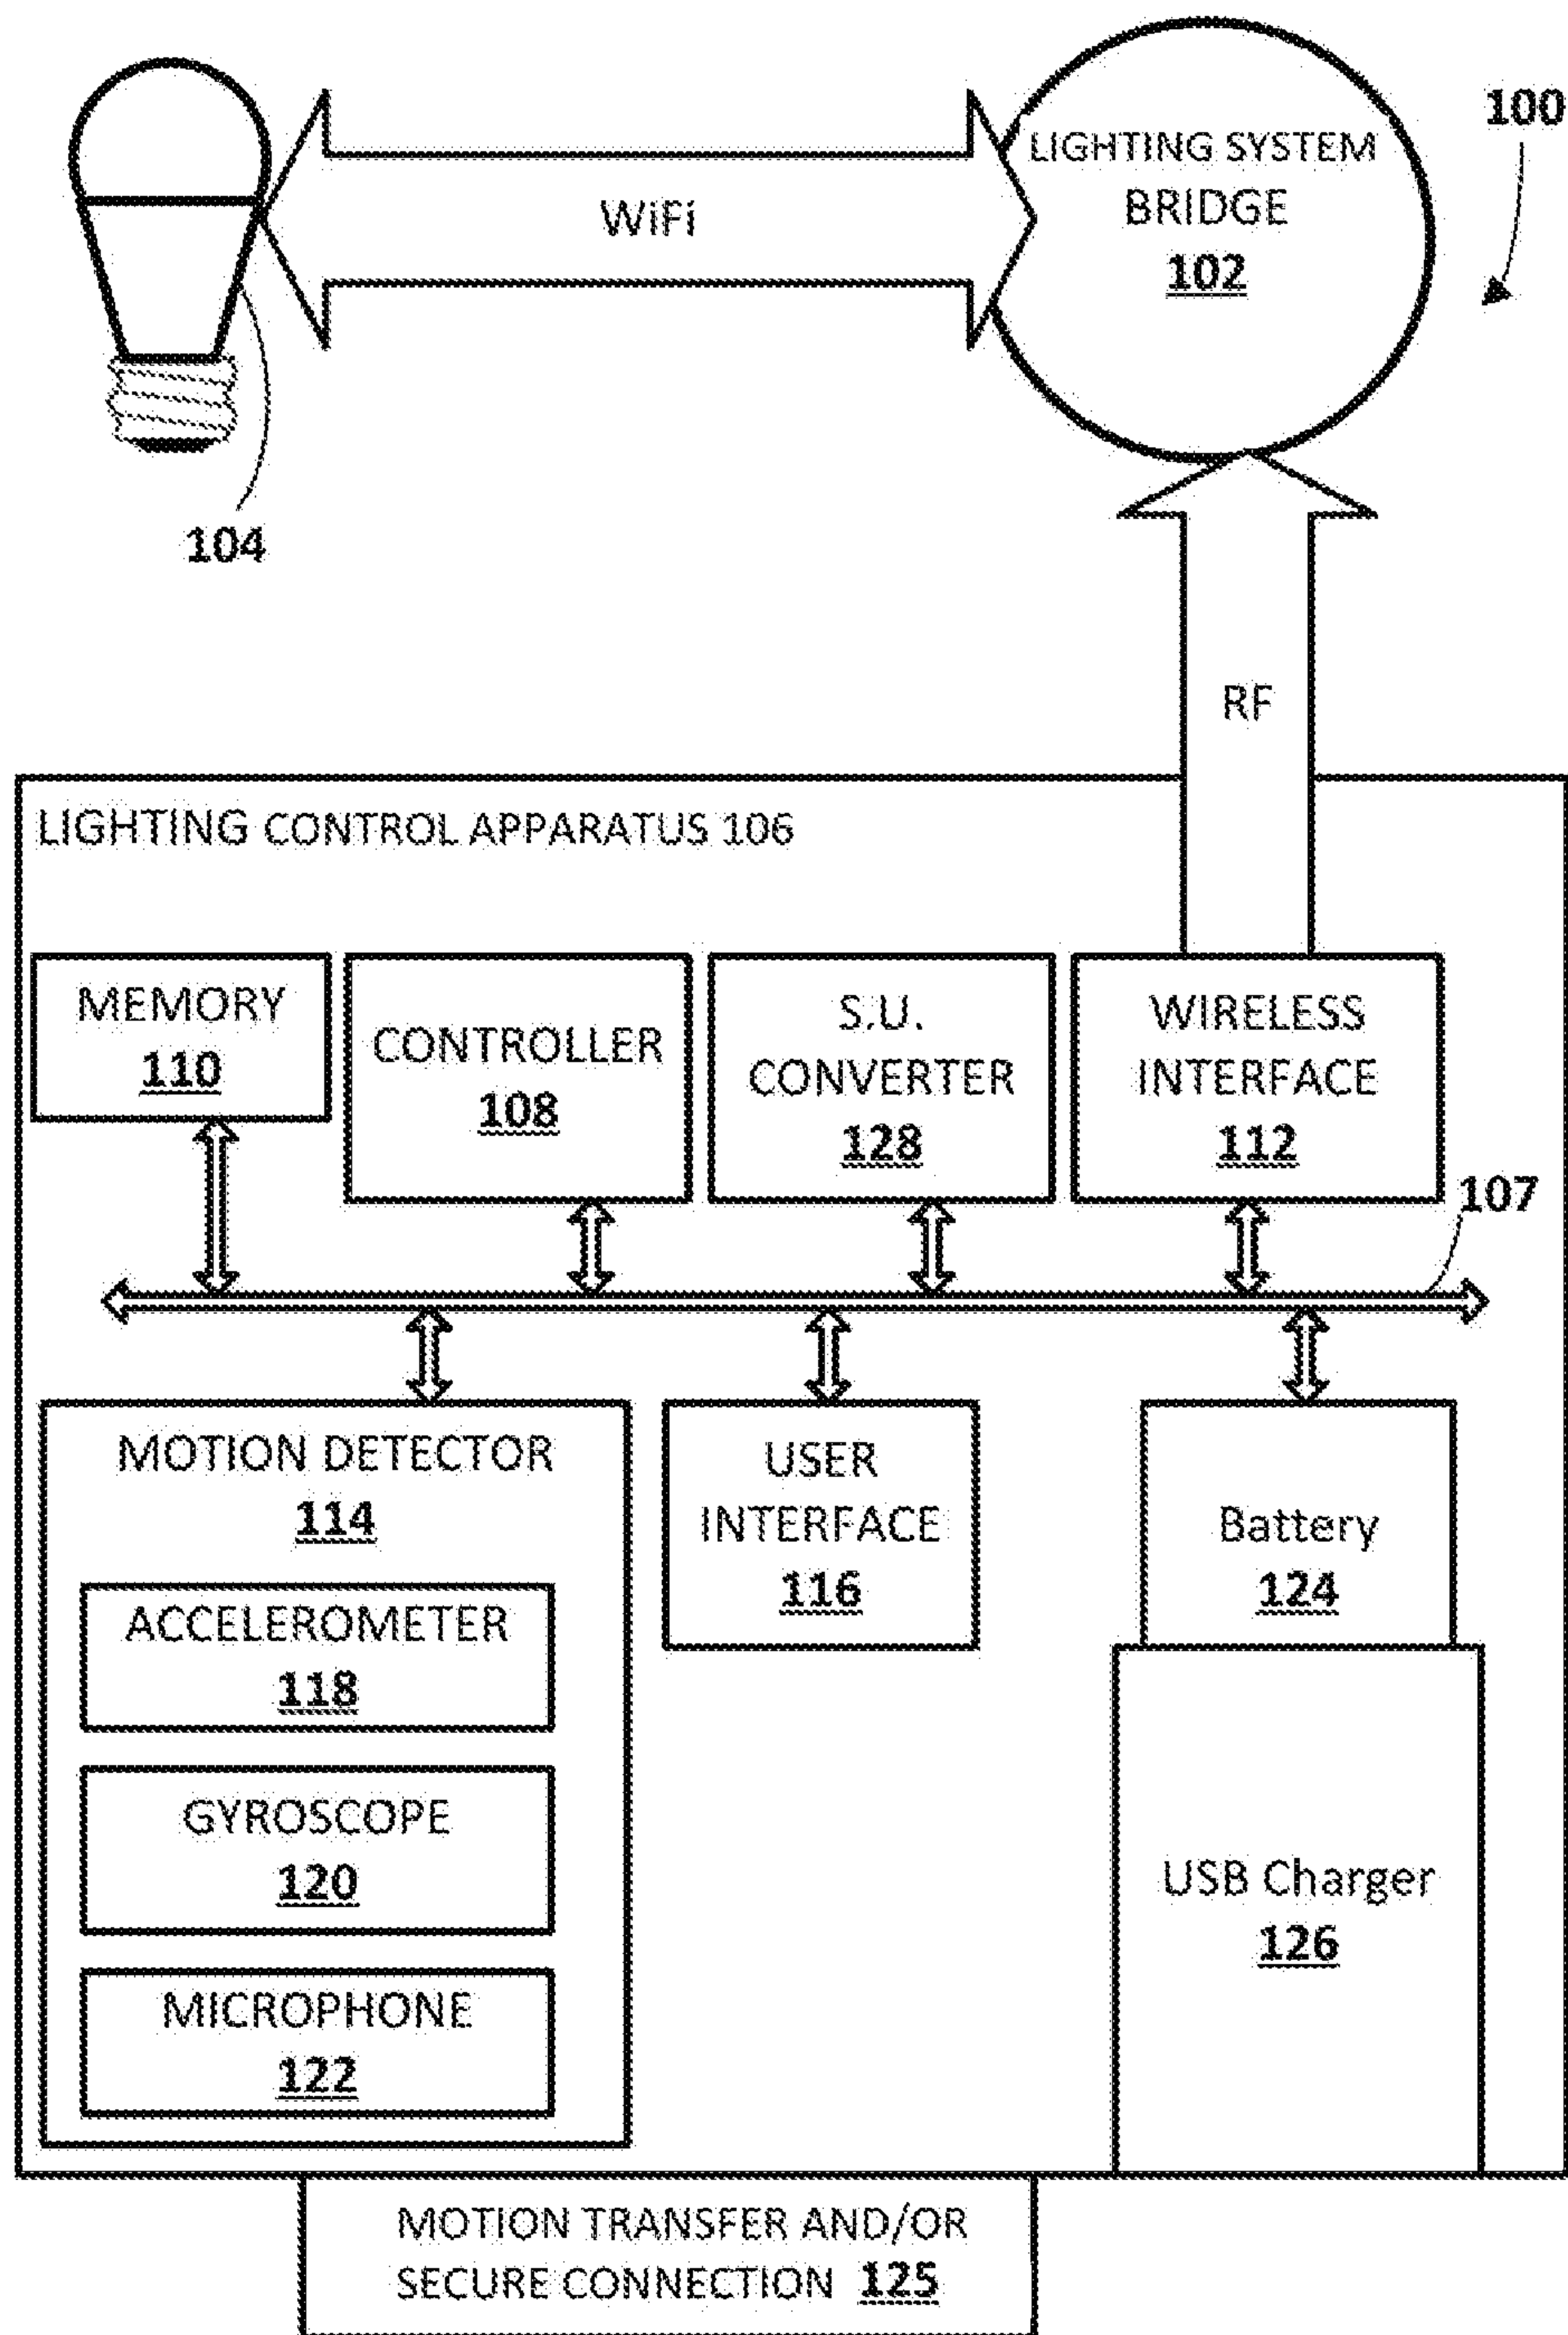 100
LIGHTING SYSTEM
BRIDGE
102
WiFi
104
RF
LIGHTING CONTROL APPARATUS 106
MEMORY
110
CONTROLLER
108
S.U.
CONVERTER
128
WIRELESS
INTERFACE
112
107
MOTION DETECTOR
114
ACCELEROMETER
118
GYROSCOPE
120
MICROPHONE
122
USER
INTERFACE
116
Battery
124
USB Charger
126
MOTION TRANSFER AND/OR
SECURE CONNECTION 125